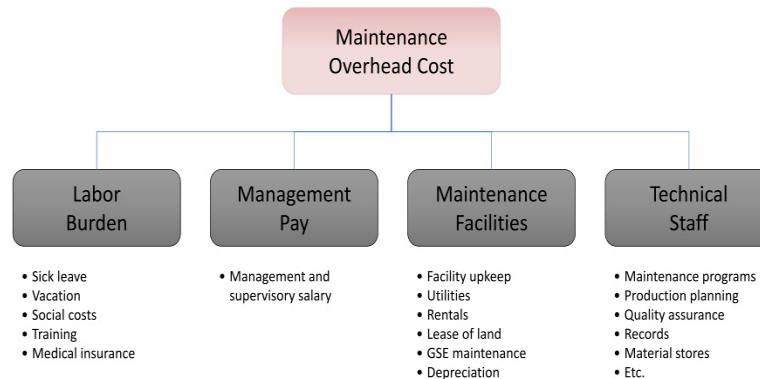 Maintenance
Overhead Cost
Labor
Burden
• Sick leave
• Vacation
• Social costs
• Training
• Medical insurance
Management
Pay
• Management and
supervisory salary
Maintenance
Facilities
• Facility upkeep
• Utilities
• Rentals
• Lease of land
• GSE maintenance
• Depreciation
Technical
Staff
• Maintenance programs
• Production planning
• Quality assurance
• Records
• Material stores
• Etc.